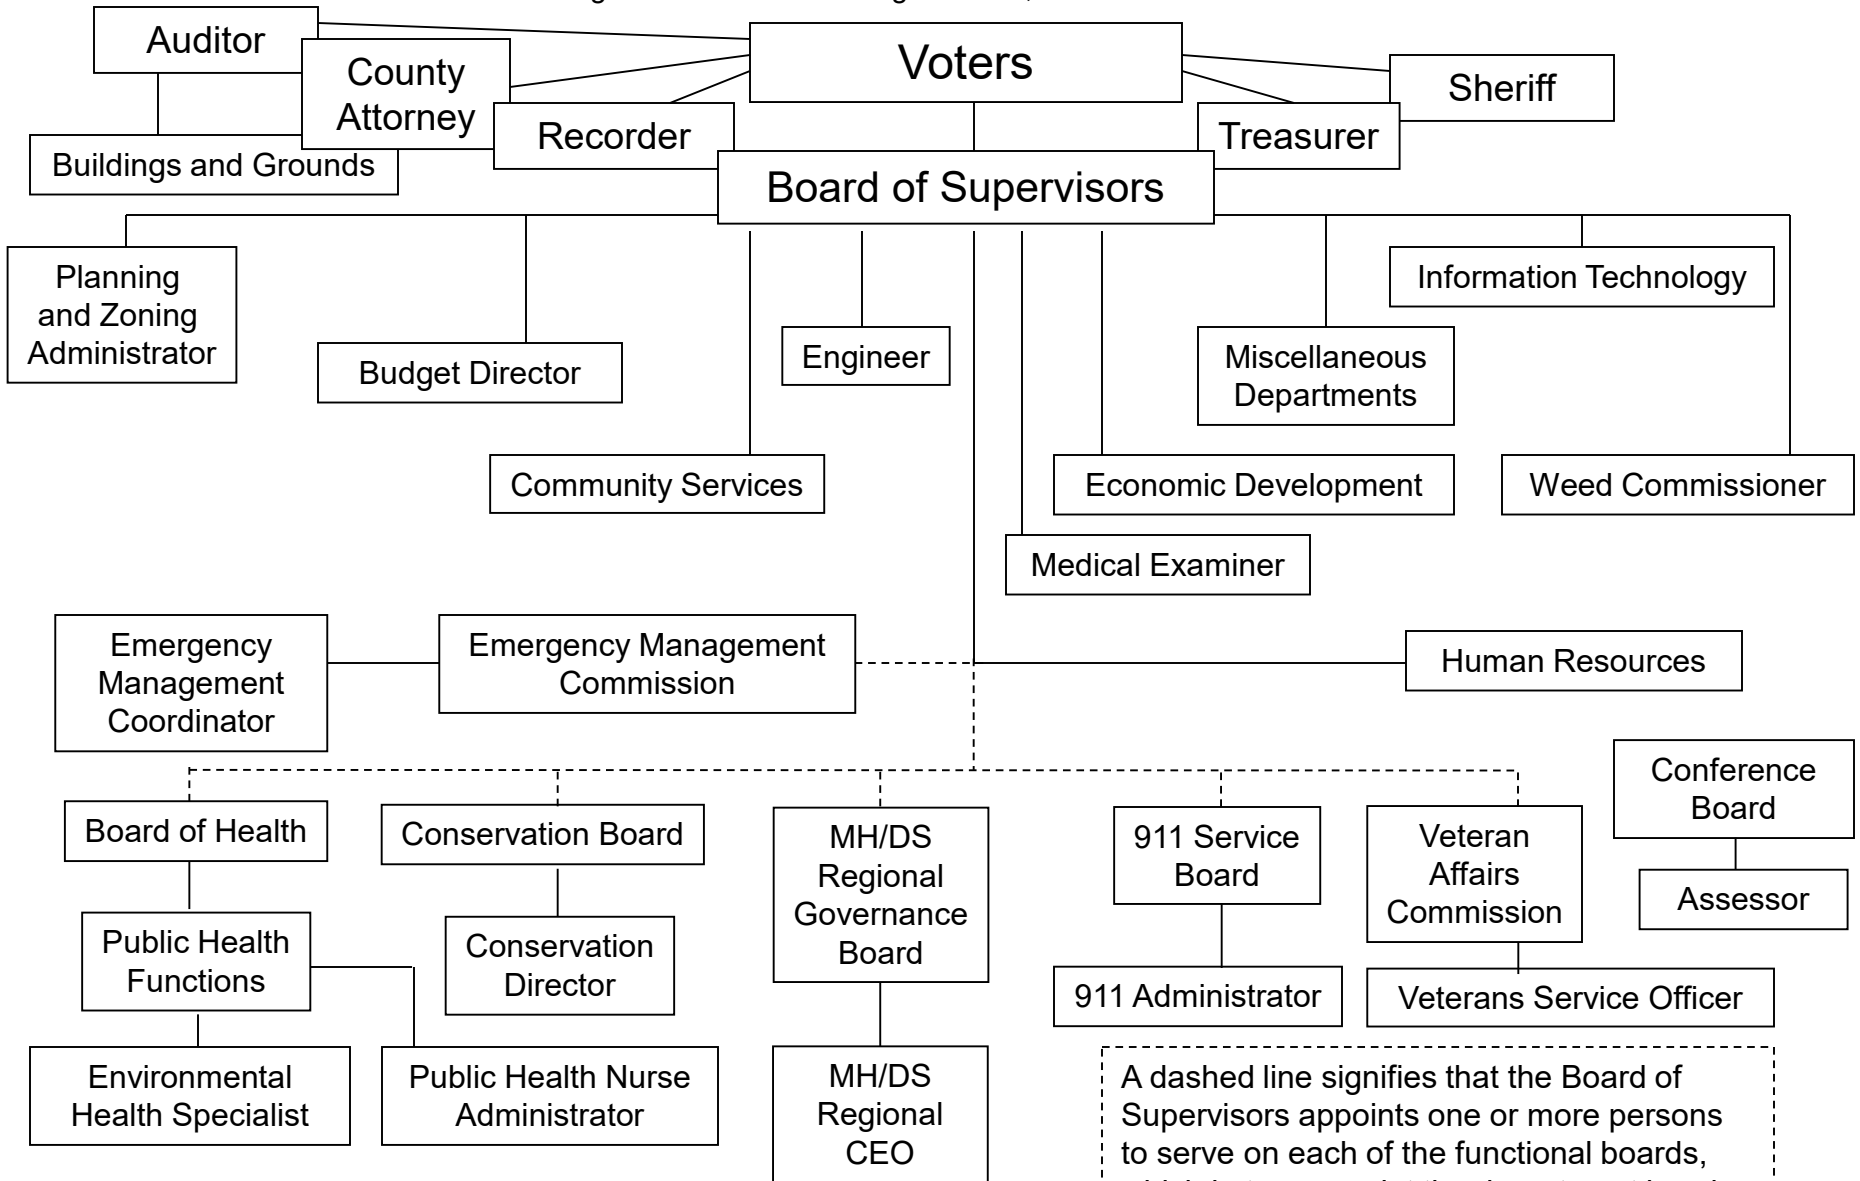 Auditor
County
Attorney
Voters
Sheriff
Recorder
Treasurer
Buildings and Grounds
Board of Supervisors
Planning
and Zoning
Administrator
Information Technology
Budget Director
Engineer
Miscellaneous
Departments
Community Services
Economic Development
Weed Commissioner
Medical Examiner
Emergency
Management
Coordinator
Emergency Management
Commission
Human Resources
Conference
Board
Assessor
Board of Health
Conservation Board
MH/DS
Regional
Governance
Board
911 Service
Board
Veteran
Affairs
Commission
Public Health
Functions
Conservation
Director
911 Administrator
Veterans Service Officer
Environmental
Health Specialist
Public Health Nurse
Administrator
MH/DS
Regional
CEO
A dashed line signifies that the Board of
Supervisors appoints one or more persons
to serve on each of the functional boards,